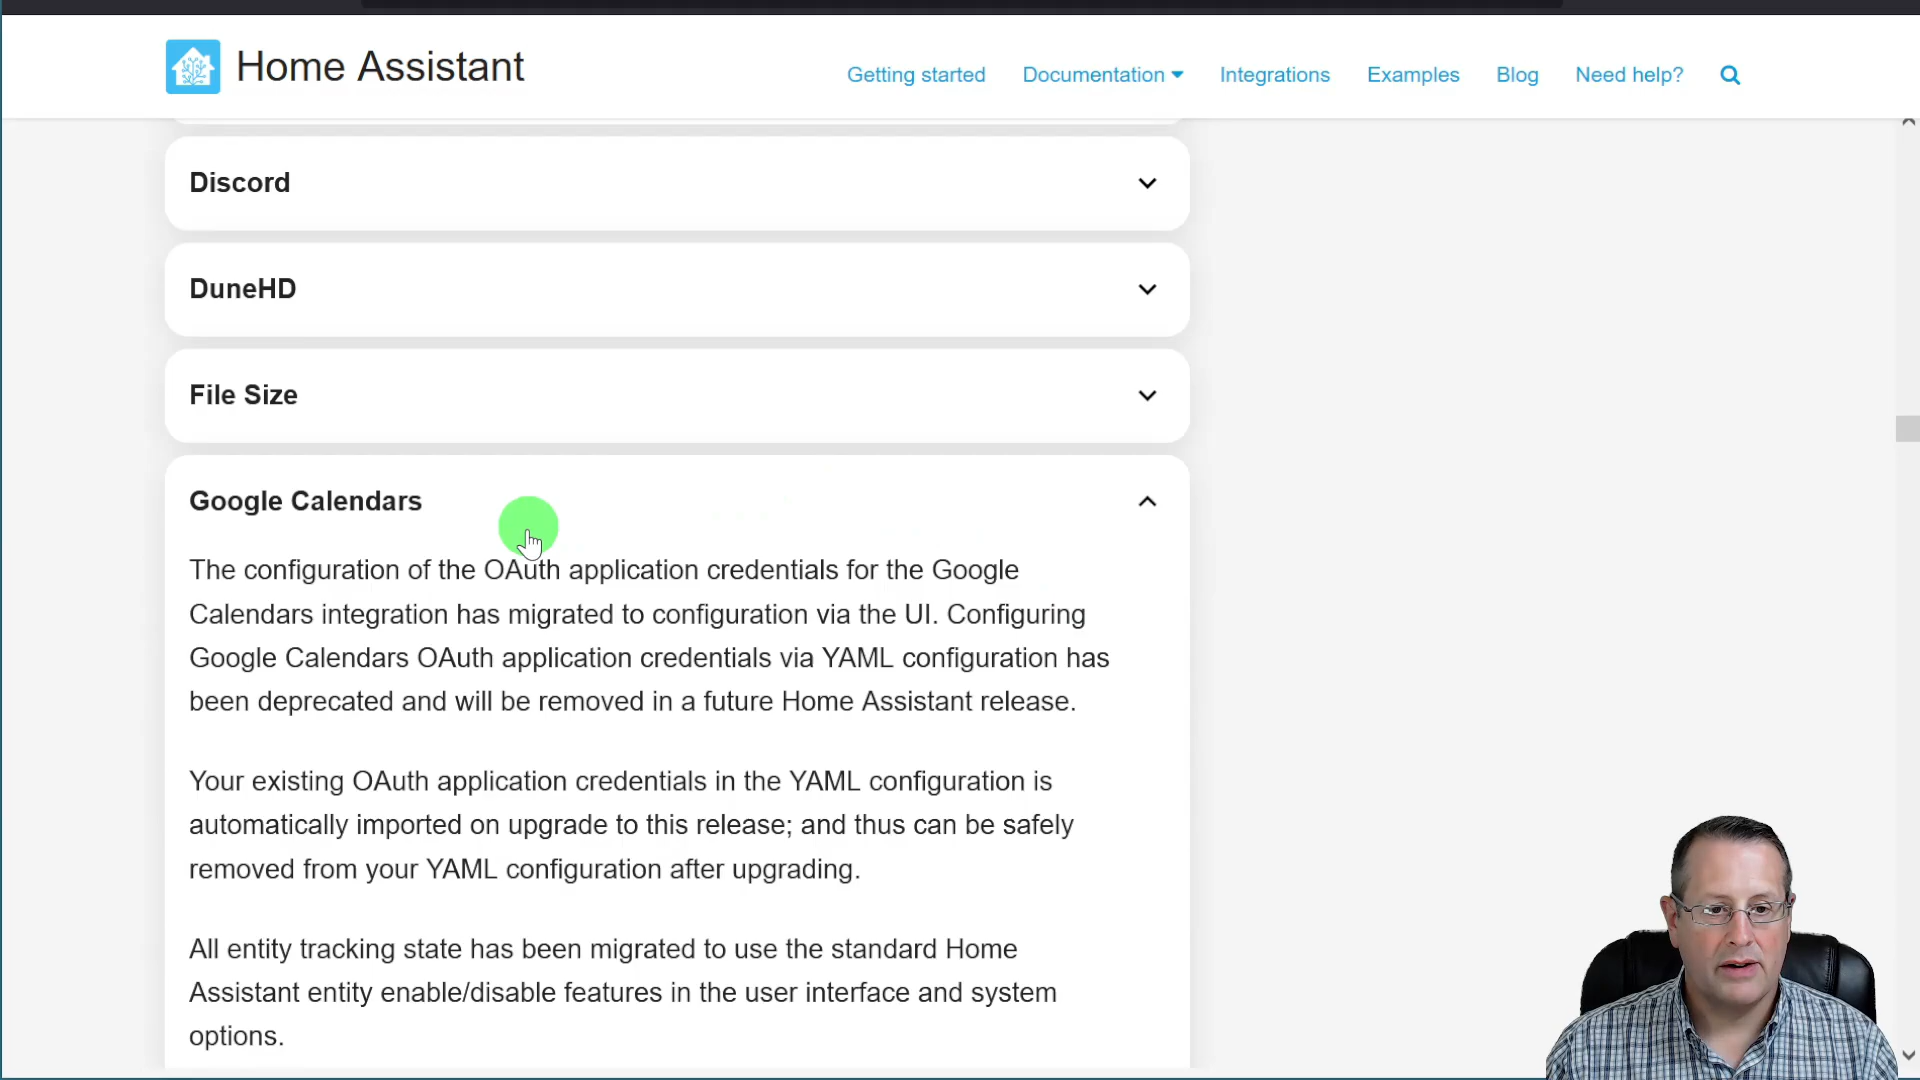 Home Assistant
Getting started
Documentation
Integrations
Examples
Blog
Need help?
Discord
DuneHD
File Size
Google Calendars
The configuration of the OAuth application credentials for the Google
Calendars integration has migrated to configuration via the UI. Configuring
Google Calendars OAuth application credentials via YAML configuration has
been deprecated and will be removed in a future Home Assistant release.
Your existing OAuth application credentials in the YAML configuration is
automatically imported on upgrade to this release; and thus can be safely
removed from your YAML configuration after upgrading.
All entity tracking state has been migrated to use the standard Home
Assistant entity enable/disable features in the user interface and system
options.